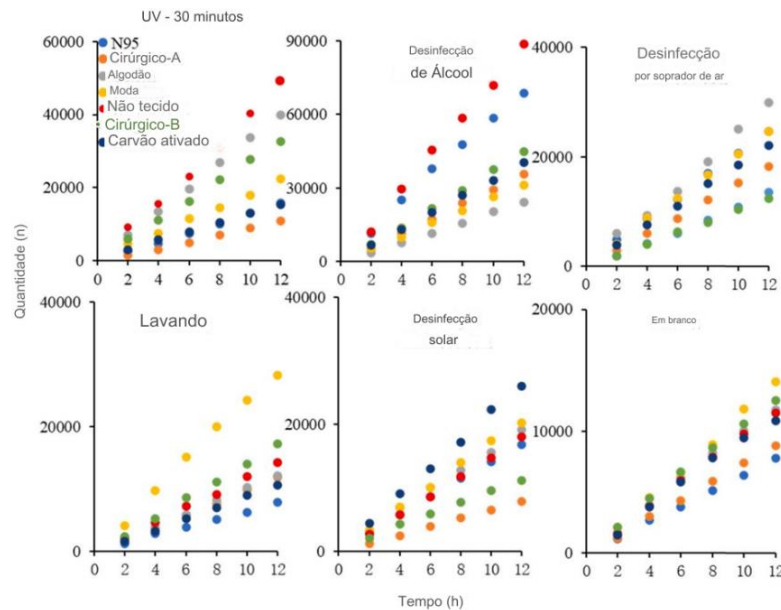 UV - 30 minutos
60000
40000
20000
0
0 2 4 6 8 10 12
N95
Cirúrgico-A
Algodão
Moda
Não tecido
Cirúrgico-B
Carvão ativado
Desinfecção
de Álcool
90000
60000
30000
0
0 2 4 6 8 10 12
Desinfecção
por soprador de ar
40000
20000
0
0 2 4 6 8 10 12
Quantidade (n)
Lavando
40000
20000
0
0 2 4 6 8 10 12
Desinfecção
solar
40000
20000
0
0 2 4 6 8 10 12
Em branco
20000
10000
0
0 2 4 6 8 10 12
Tempo (h)